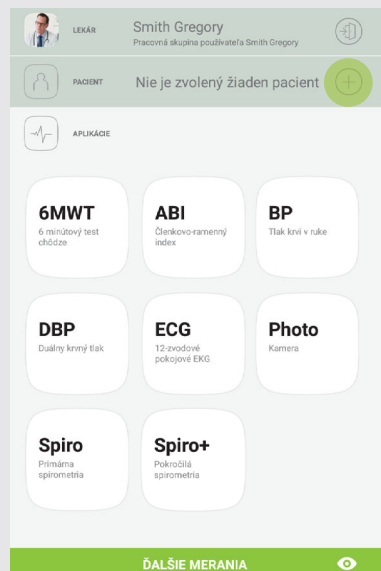 LEKÁR
Smith Gregory
Pracovná skupina používateľa Smith Gregory
PACIENT
Nie je zvolený žiaden pacient
APLIKÁCIE
6MWT
6 minútový test
chôdze
ABI
Členkovo-ramenný
index
BP
Tlak krvi v ruke
DBP
Duálny krvný tlak
ECG
12-zvodové
pokojové EKG
Photo
Kamera
Spiro
Primárna
spirometria
Spiro+
Pokročilá
spirometria
ĎALŠIE MERANIA